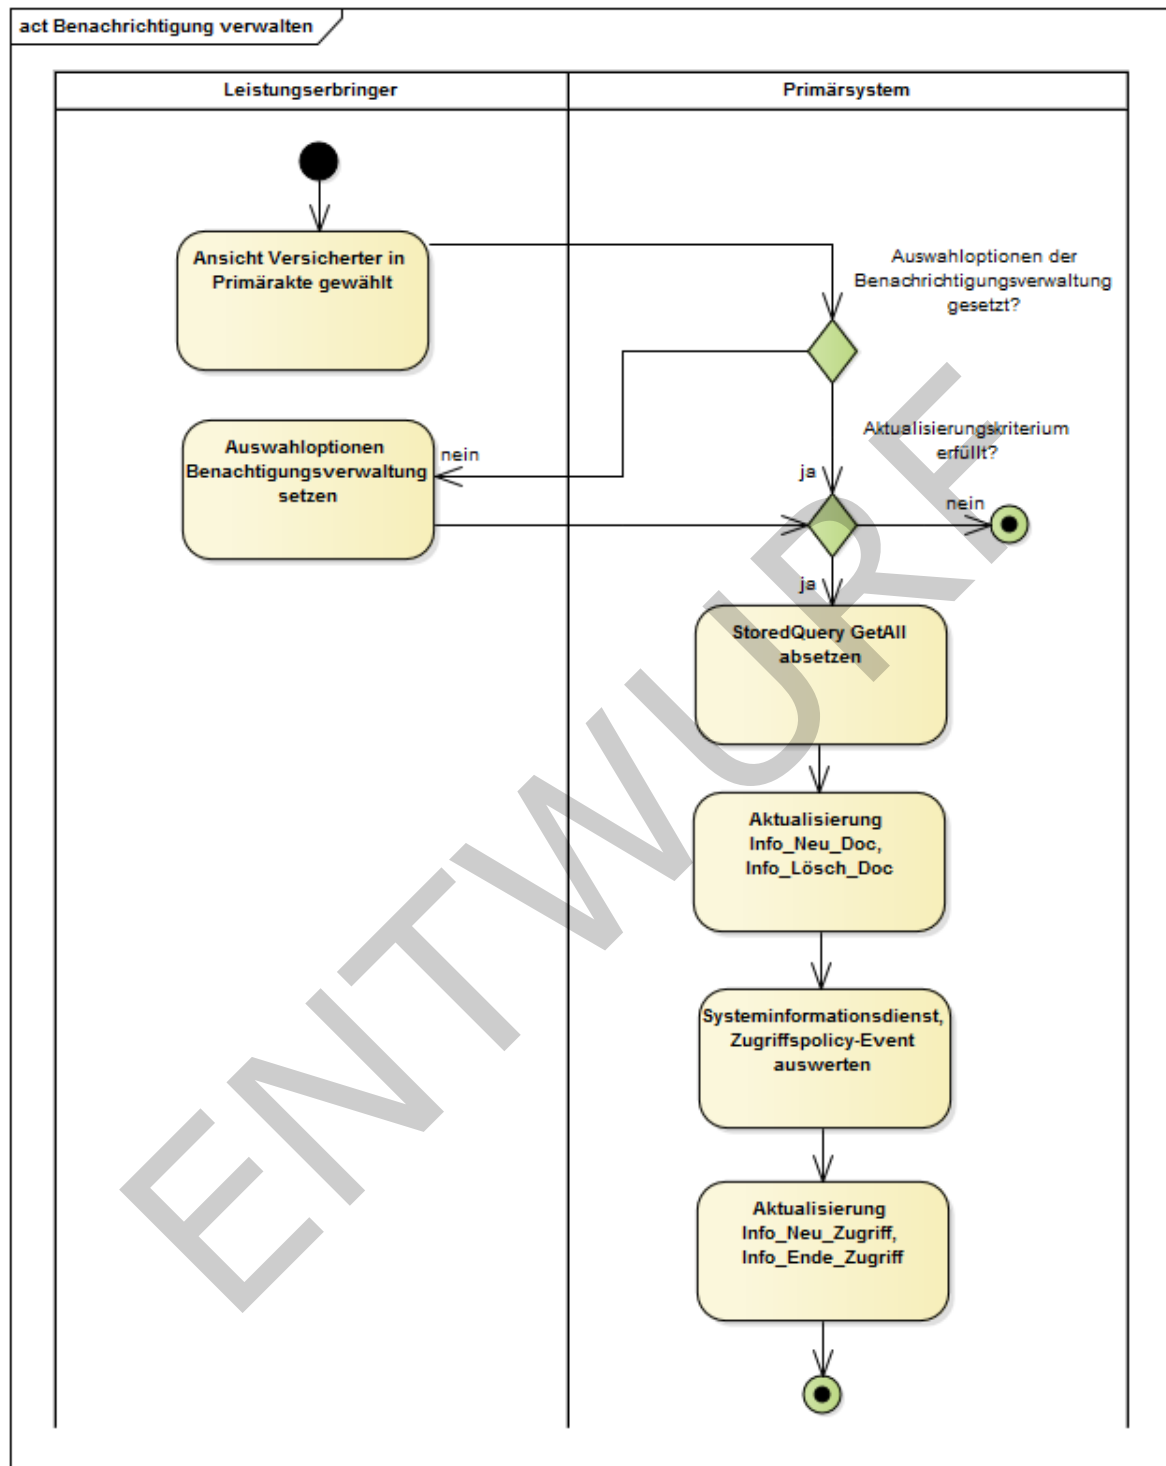 act Benachrichtigung verwalten
Leistungserbringer
Primärsystem
Ansicht Versicherter in
Primärakte gewählt
Auswahloptionen der
Benachrichtigungsverwaltung
gesetzt?
Auswahloptionen
Benachtigungsverwaltung
setzen
nein
Aktualisierungskriterium
erfüllt?
ja
nein
ja
StoredQuery GetAll
absetzen
Aktualisierung
Info_Neu_Doc,
Info_Lösch_Doc
Systeminformationsdienst,
Zugriffspolicy-Event
auswerten
Aktualisierung
Info_Neu_Zugriff,
Info_Ende_Zugriff
ENTWURF